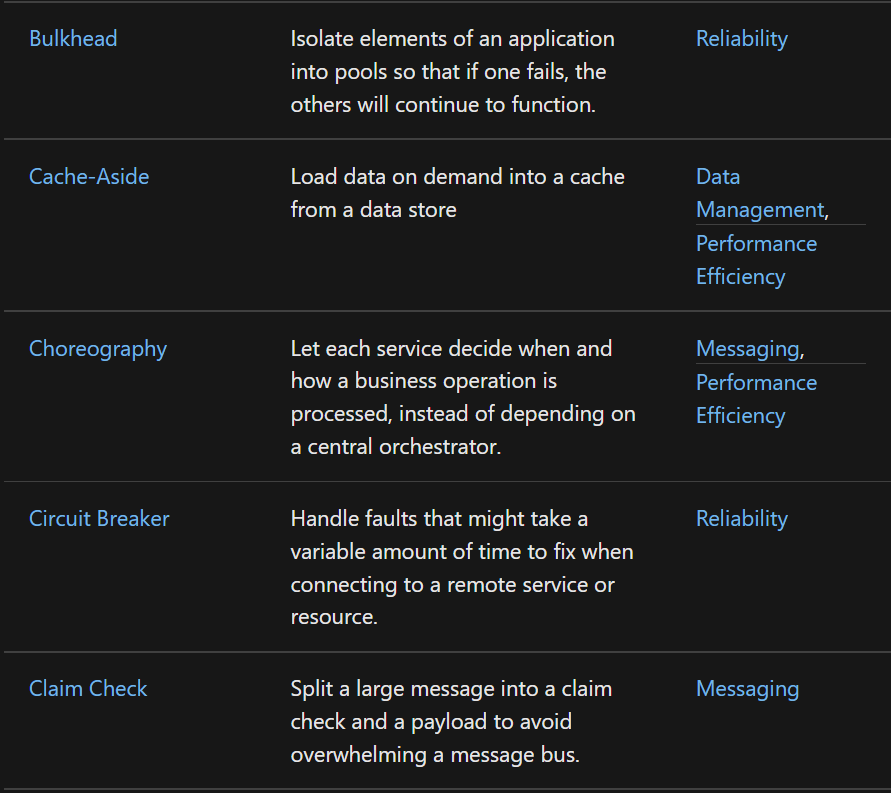 Bulkhead
Isolate elements of an application
into pools so that if one fails, the
others will continue to function.
Reliability
Cache-Aside
Load data on demand into a cache
from a data store
Data
Management,
Performance
Efficiency
Choreography
Let each service decide when and
how a business operation is
processed, instead of depending on
a central orchestrator.
Messaging,
Performance
Efficiency
Circuit Breaker
Handle faults that might take a
variable amount of time to fix when
connecting to a remote service or
resource.
Reliability
Claim Check
Split a large message into a claim
check and a payload to avoid
overwhelming a message bus.
Messaging